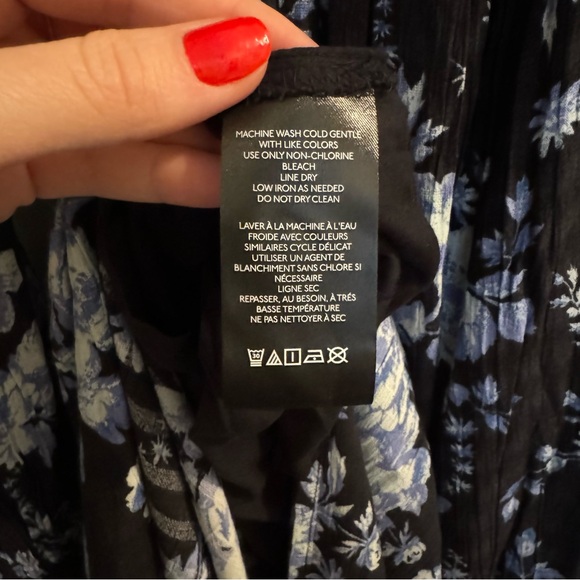 MACHINE WASH COLD GENTLE
WITH LIKE COLORS
USE ONLY NON-CHLORINE
BLEACH
LINE DRY
LOW IRON AS NEEDED
DO NOT DRY CLEAN
LAVER À LA MACHINE À L'EAU
FROIDE AVEC COULEURS
SIMILAIRES CYCLE DÉLICAT
UTILISER UN AGENT DE
BLANCHIMENT SANS CHLORE SI
NÉCESSAIRE
LIGNE SEC
REPASSER, AU BESOIN, À TRÉS
BASSE TEMPÉRATURE
NE PAS NETTOYER À SEC
30